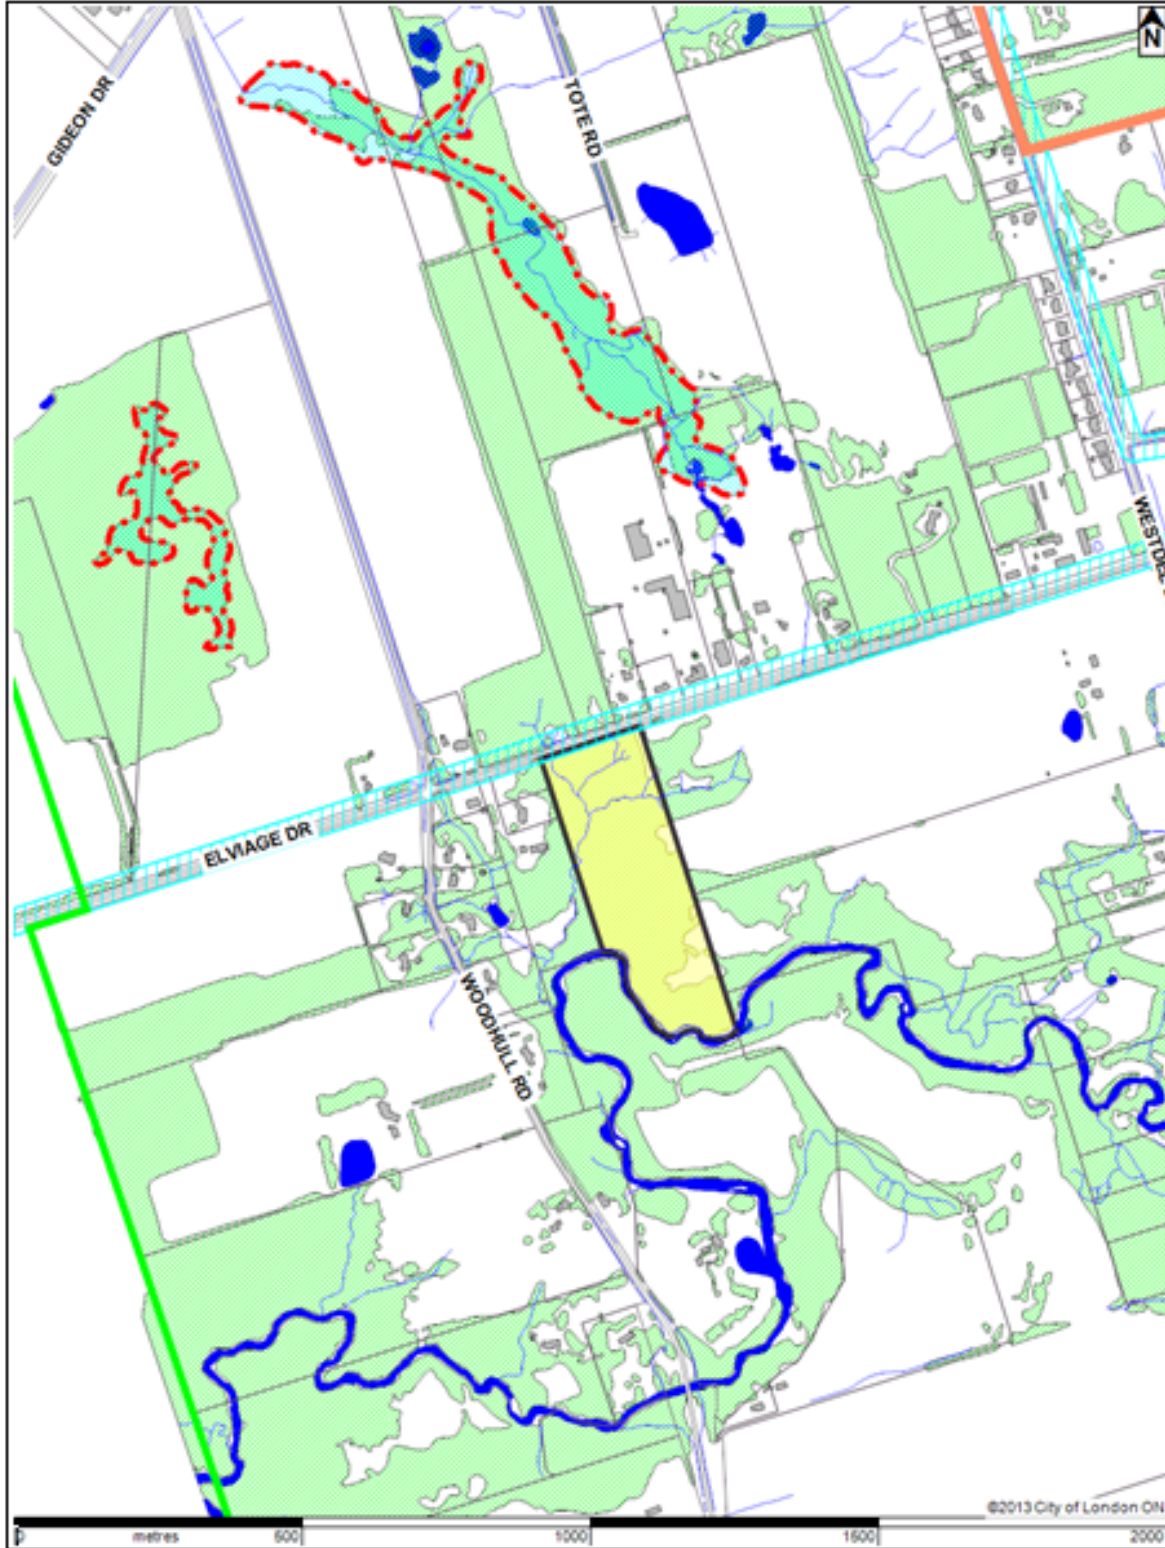 N
GIDEON DR
TOTE RD
WESTDEL
ELVIAGE DR
WOODHULL RD
©2013 City of London ON
0 metres 500 1000 1500 2000